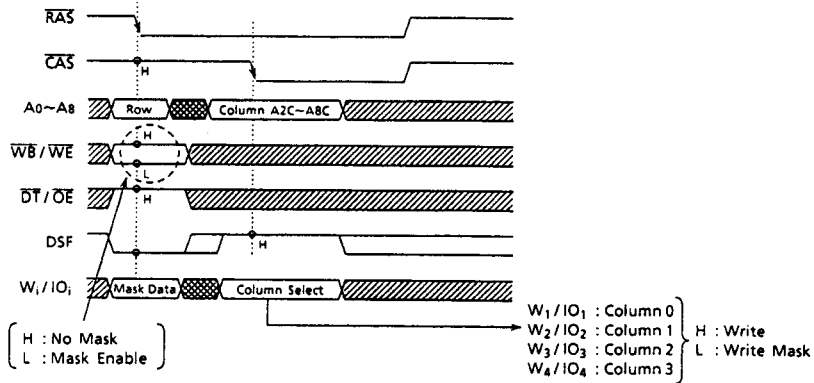 RAS
CAS
H
A0~A8
Row
Column A2C~A8C
H
WB / WE
L
DT / OE
H
DSF
H
Wi / IOi
Mask Data
Column Select
H : No Mask
L : Mask Enable
W1 / IO1 : Column 0
W2 / IO2 : Column 1
W3 / IO3 : Column 2
W4 / IO4 : Column 3
H : Write
L : Write Mask